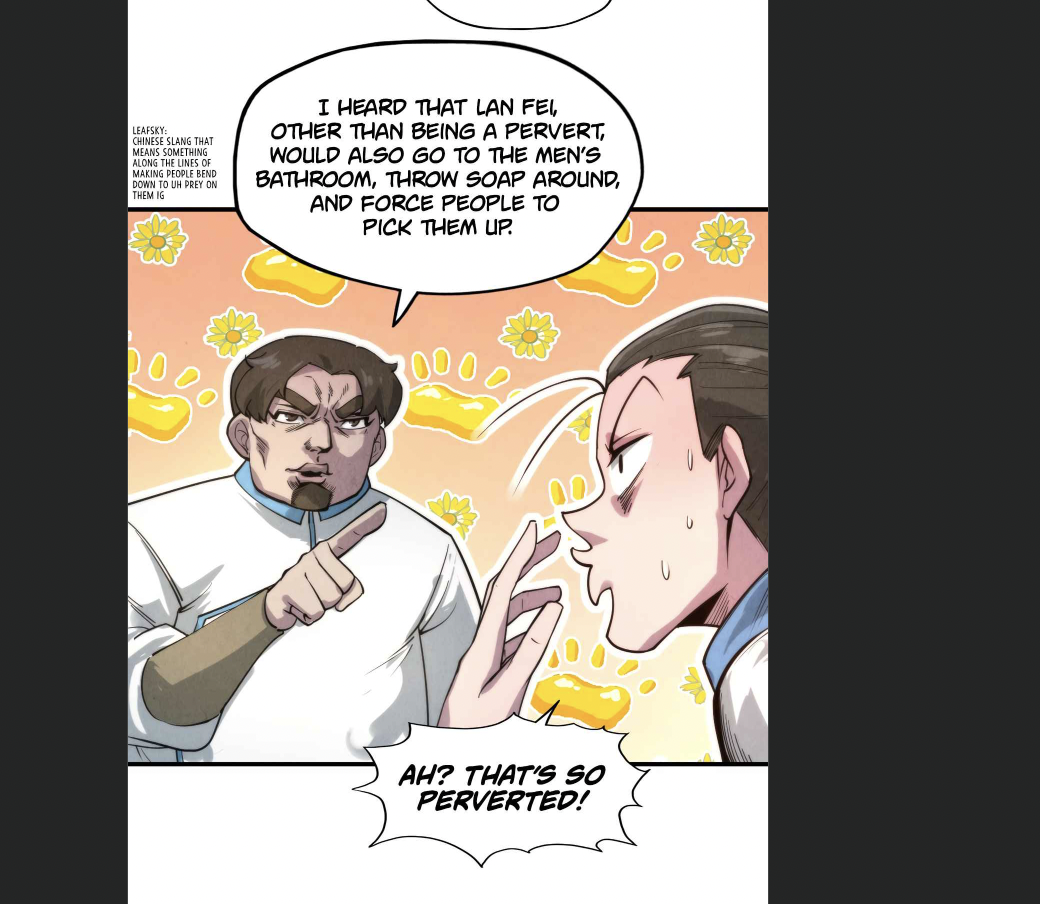 I HEARD THAT LAN FEI,
OTHER THAN BEING A PERVERT,
WOULD ALSO GO TO THE MEN'S
BATHROOM, THROW SOAP AROUND,
AND FORCE PEOPLE TO
PICK THEM UP.
LEAFSKY:
CHINESE SLANG THAT
MEANS SOMETHING
ALONG THE LINES OF
MAKING PEOPLE BEND
DOWN TO UH PREY ON
THEM IG
AH? THAT'S SO
PERVERTED!